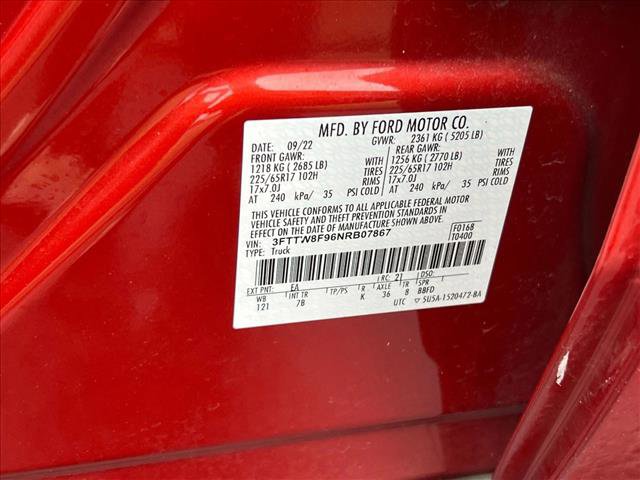 MFD. BY FORD MOTOR CO.
DATE: 09/22 GVWR: 2361 KG ( 5205 LB)
FRONT GAWR: REAR GAWR:
1218 KG ( 2685 LB) WITH 1256 KG ( 2770 LB) WITH
225/65R17 102H TIRES 225/65R17 102H TIRES
17x7.0J RIMS 17x7.0J RIMS
AT 240 kPa/ 35 PSI COLD AT 240 kPa/ 35 PSI COLD
THIS VEHICLE CONFORMS TO ALL APPLICABLE FEDERAL MOTOR
VEHICLE SAFETY AND BUMPER STANDARDS IN
EFFECT ON THE DATE OF MANUFACTURE SHOWN ABOVE.
VIN: 3FTTW8F96NRB07867 F0168
TYPE: Truck T0400
EXT PNT: EA RC: 21 DSO:
WB INT TR TP/PS R AXLE TR SPR
121 7B K 36 8 BBFD
UTC ▽ 5U5A-1520472-BA